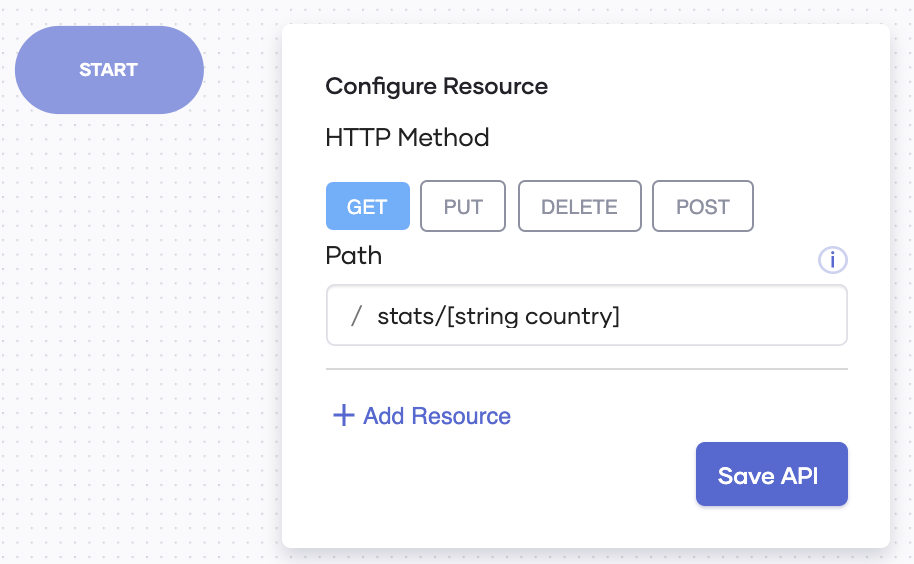 START
Configure Resource
HTTP Method
GET PUT DELETE POST
Path
i
/ stats/[string country]
+ Add Resource
Save API